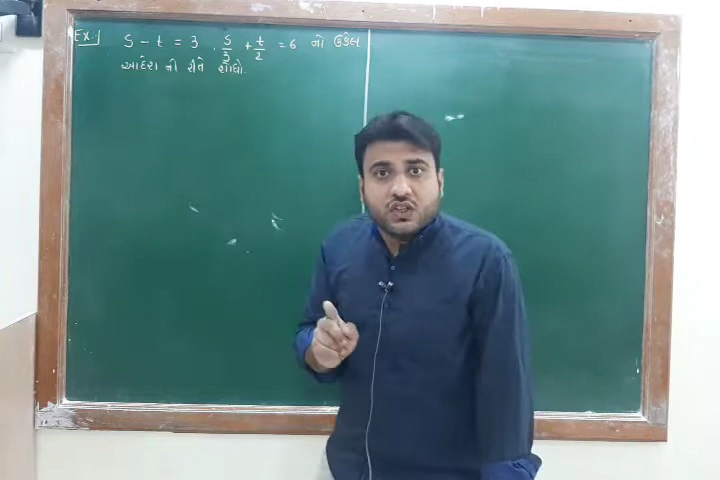 Ex.1 s - t = 3 , s/3 + t/2 = 6 નો ઉકેલ
આદેશ ની રીતે શોધો.